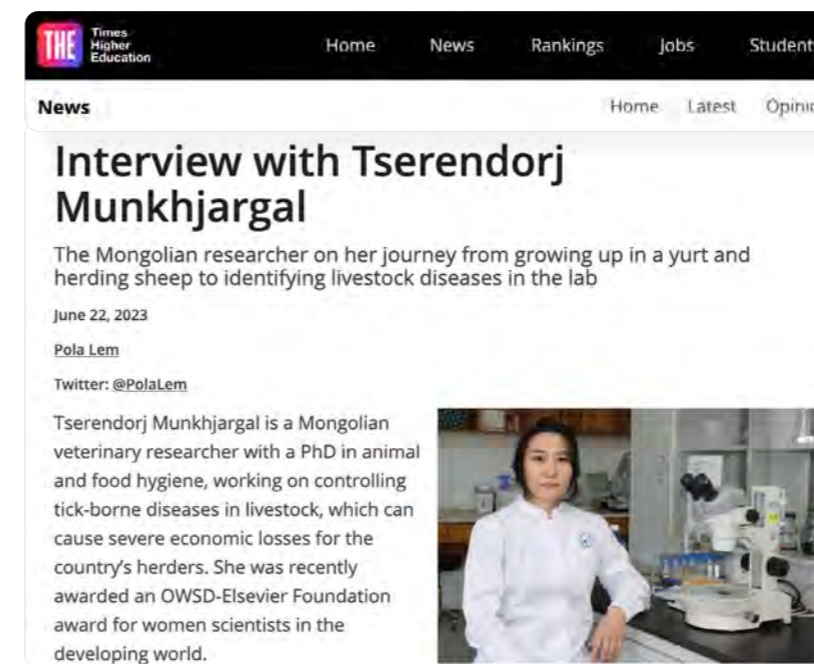 THE
Times
Higher
Education
Home News Rankings Jobs Students
News
Home Latest Opinio
Interview with Tserendorj
Munkhjargal
The Mongolian researcher on her journey from growing up in a yurt and
herding sheep to identifying livestock diseases in the lab
June 22, 2023
Pola Lem
Twitter: @PolaLem
Tserendorj Munkhjargal is a Mongolian
veterinary researcher with a PhD in animal
and food hygiene, working on controlling
tick-borne diseases in livestock, which can
cause severe economic losses for the
country’s herders. She was recently
awarded an OWSD-Elsevier Foundation
award for women scientists in the
developing world.